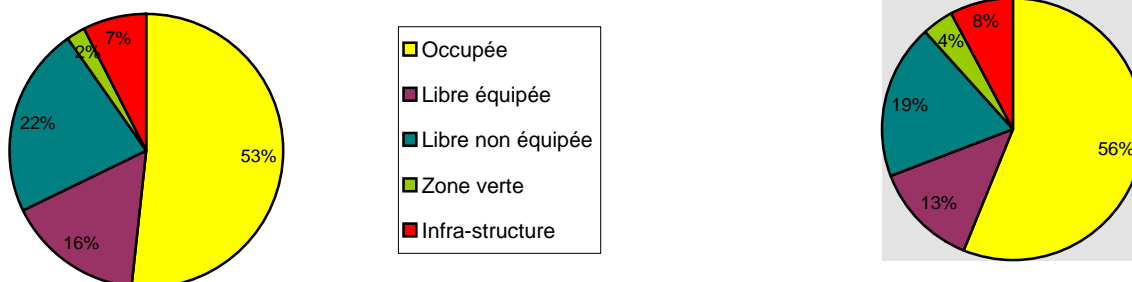 7%
2%
22%
53%
16%
Occupée
Libre équipée
Libre non équipée
Zone verte
Infra-structure
8%
4%
19%
56%
13%